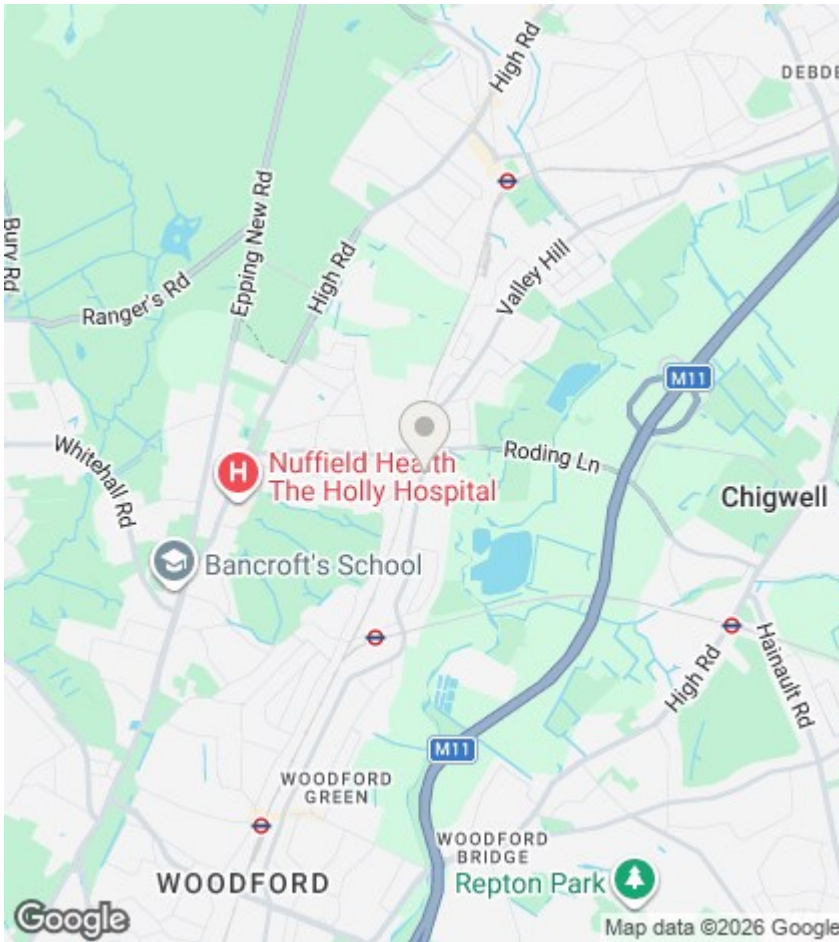 High Rd
DEBDE
Epping New Rd
Bury Rd
High Rd
Valley Hill
Ranger's Rd
M11
Whitehall Rd
Nuffield Health
The Holly Hospital
Roding Ln
Chigwell
Bancroft's School
High Rd
Hainault Rd
M11
WOODFORD
GREEN
WOODFORD
BRIDGE
WOODFORD
Repton Park
Google
Map data ©2026 Google